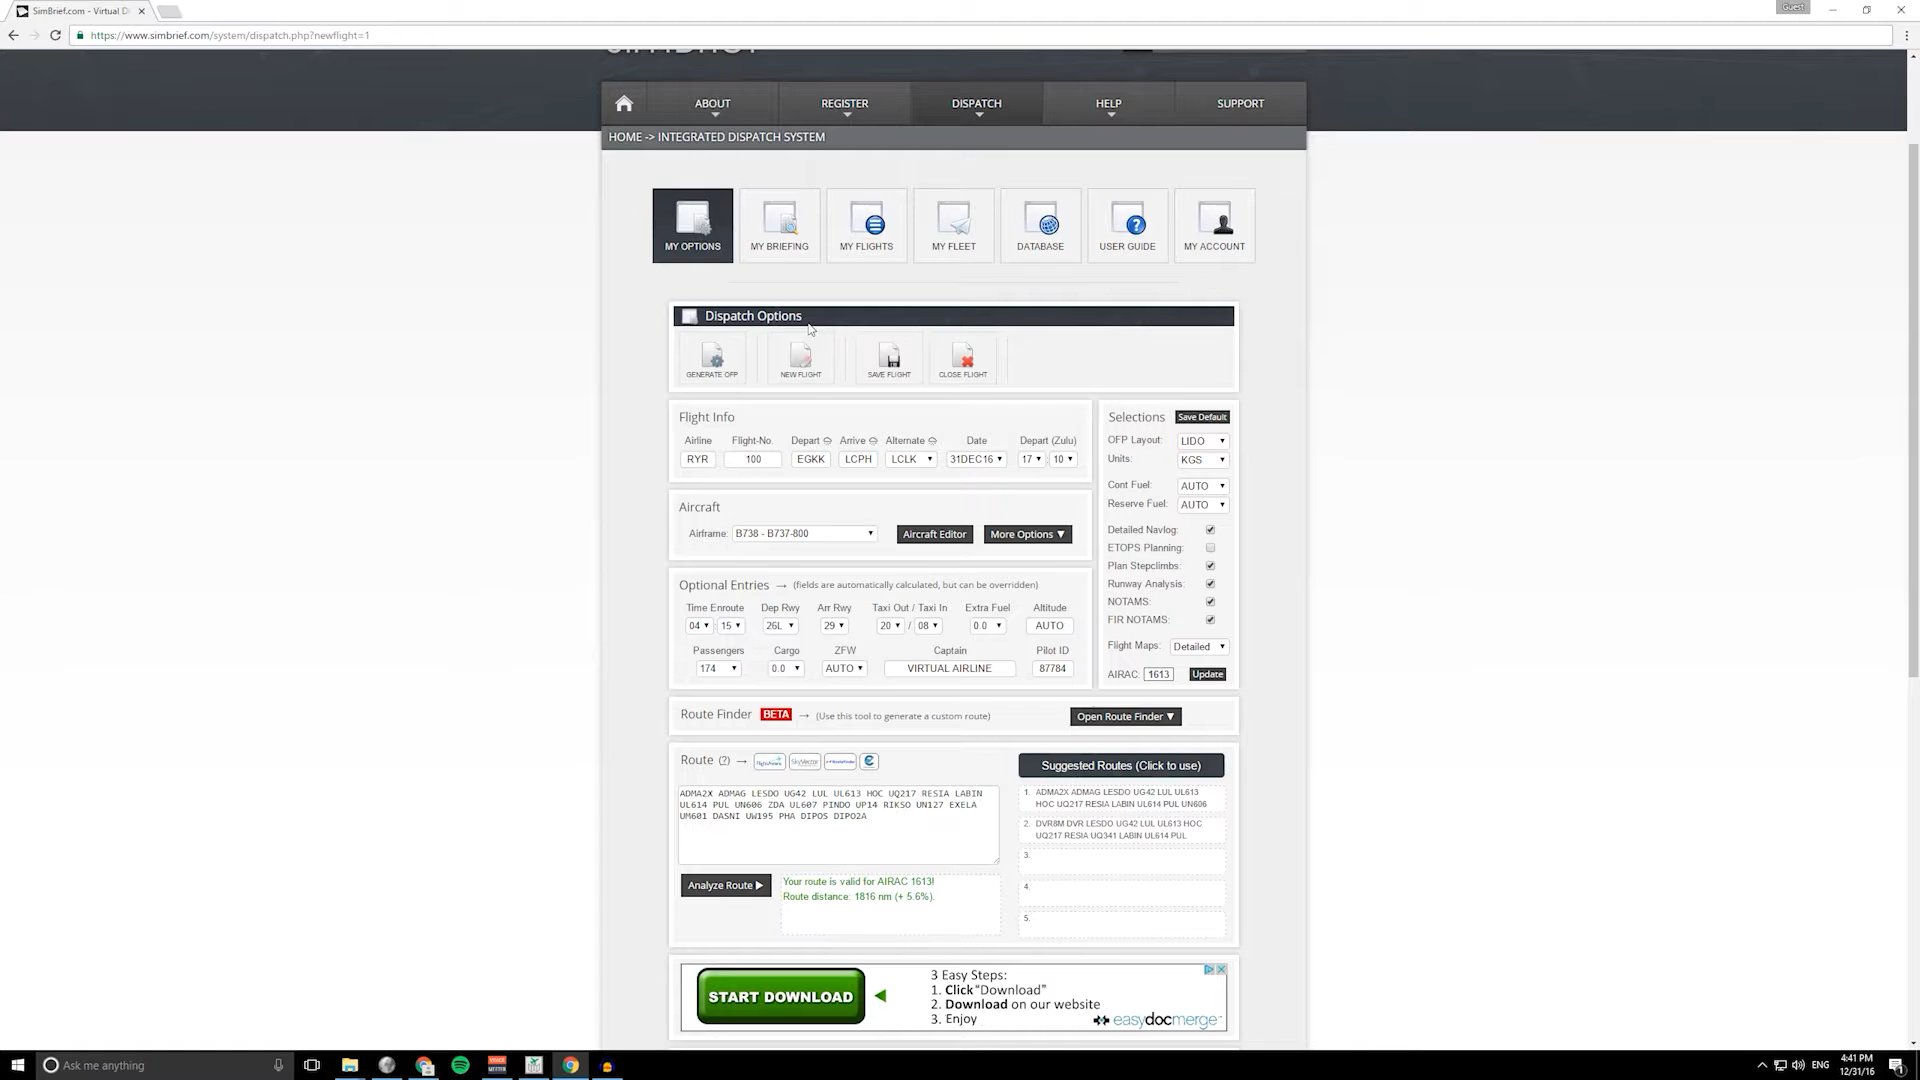 SimBrief.com - Virtual D
Guest
https://www.simbrief.com/system/dispatch.php?newflight=1
ABOUT
REGISTER
DISPATCH
HELP
SUPPORT
HOME -> INTEGRATED DISPATCH SYSTEM
MY OPTIONS
MY BRIEFING
MY FLIGHTS
MY FLEET
DATABASE
USER GUIDE
MY ACCOUNT
Dispatch Options
GENERATE OFP
NEW FLIGHT
SAVE FLIGHT
CLOSE FLIGHT
Flight Info
Airline Flight-No. Depart Arrive Alternate Date Depart (Zulu)
RYR 100 EGKK LCPH LCLK 31DEC16 17 : 10
Selections Save Default
OFP Layout: LIDO
Units: KGS
Cont Fuel: AUTO
Reserve Fuel: AUTO
Detailed Navlog:
ETOPS Planning:
Plan Stepclimbs:
Runway Analysis:
NOTAMS:
FIR NOTAMS:
Flight Maps: Detailed
AIRAC: 1613 Update
Aircraft
Airframe: B738 - B737-800 Aircraft Editor More Options ▼
Optional Entries → (fields are automatically calculated, but can be overridden)
Time Enroute Dep Rwy Arr Rwy Taxi Out / Taxi In Extra Fuel Altitude
04 : 15 26L 29 20 / 08 0.0 AUTO
Passengers Cargo ZFW Captain Pilot ID
174 0.0 AUTO VIRTUAL AIRLINE 87784
Route Finder BETA → (Use this tool to generate a custom route) Open Route Finder ▼
Route (?) → FlightAware SkyVector RouteFinder
ADMA2X ADMAG LESDO UG42 LUL UL613 HOC UQ217 RESIA LABIN
UL614 PUL UN606 ZDA UL607 PINDO UP14 RIKSO UN127 EXELA
UM601 DASNI UW195 PHA DIPOS DIPO2A
Suggested Routes (Click to use)
1. ADMA2X ADMAG LESDO UG42 LUL UL613
HOC UQ217 RESIA LABIN UL614 PUL UN606
2. DVR8M DVR LESDO UG42 LUL UL613 HOC
UQ217 RESIA UQ341 LABIN UL614 PUL
3.
4.
5.
Analyze Route ▶
Your route is valid for AIRAC 1613!
Route distance: 1816 nm (+ 5.6%).
START DOWNLOAD
3 Easy Steps:
1. Click "Download"
2. Download on our website
3. Enjoy
easydocmerge
Ask me anything
ENG
4:41 PM
12/31/16